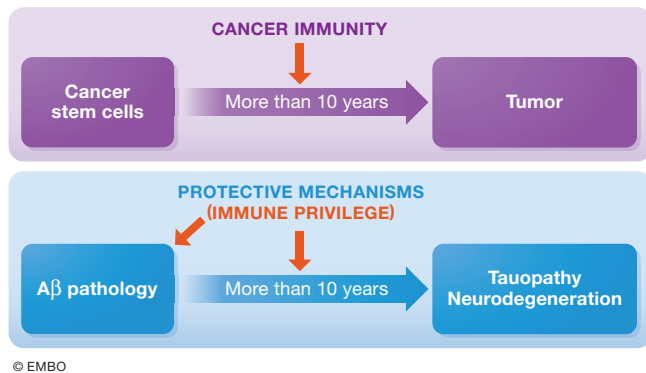 CANCER IMMUNITY
Cancer
stem cells
More than 10 years
Tumor
PROTECTIVE MECHANISMS
(IMMUNE PRIVILEGE)
Aβ pathology
More than 10 years
Tauopathy
Neurodegeneration
© EMBO